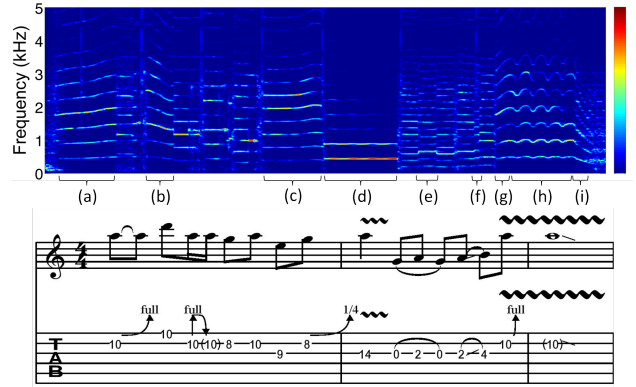 5
4
3
2
1
0
Frequency (kHz)
(a) (b) (c) (d) (e) (f) (g) (h) (i)
4
4
full full 1/4 full
T
A
B
10 10 10 (10) 8 10 9 8 14 0 2 0 2 4 10 (10)